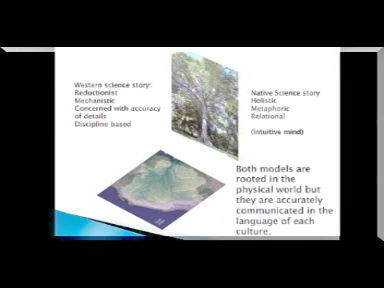 Western science story:
Reductionist
Mechanistic
Concerned with accuracy
of details
Discipline based
Native Science story
Holistic
Metaphoric
Relational
(Intuitive mind)
Both models are
rooted in the
physical world but
they are accurately
communicated in the
language of each
culture.